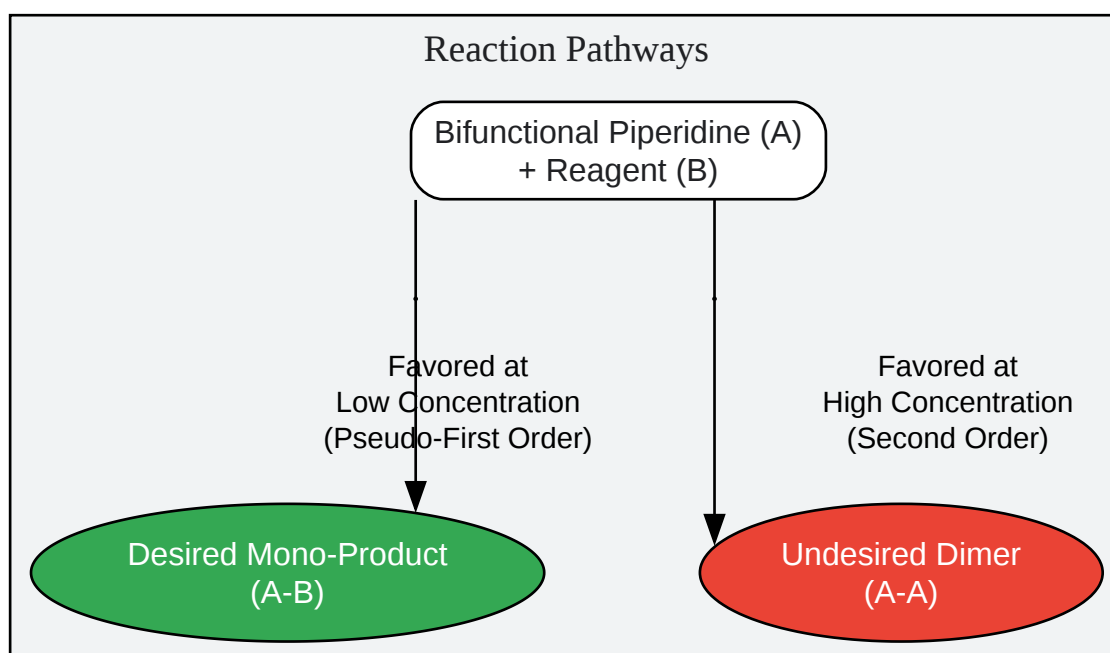 Reaction Pathways
Bifunctional Piperidine (A)
+ Reagent (B)
Favored at
Low Concentration
(Pseudo-First Order)
Favored at
High Concentration
(Second Order)
Desired Mono-Product
(A-B)
Undesired Dimer
(A-A)